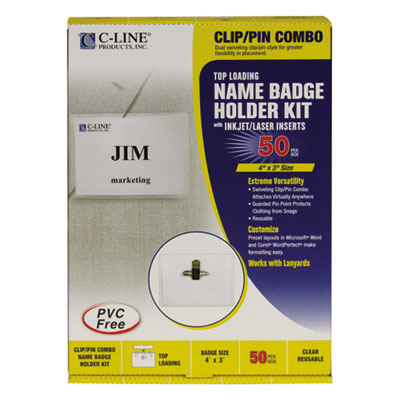 C-LINE®
PRODUCTS, INC.
CLIP/PIN COMBO
Dual swiveling clip/pin style for greater
flexibility in placement.
TOP LOADING
NAME BADGE
HOLDER KIT
with INKJET/LASER INSERTS
50 PER BOX
4" x 3" Size
C-LINE®
PRODUCTS, INC.
JIM
marketing
Extreme Versatility
• Swiveling Clip/Pin Combo
Attaches Virtually Anywhere
• Guarded Pin Point Protects
Clothing from Snags
• Reusable
Customize
Preset layouts in Microsoft® Word
and Corel® WordPerfect® make
formatting easy.
Works with Lanyards
PVC
Free
CLIP/PIN COMBO
NAME BADGE
HOLDER KIT
TOP
LOADING
BADGE SIZE
4" x 3"
50 PER BOX
CLEAR
REUSABLE